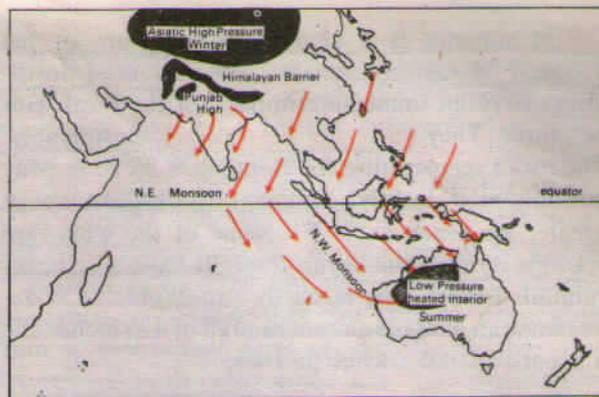 Asiatic High Pressure
Winter
Himalayan Barrier
Punjab
High
N.E. Monsoon
equator
N.W. Monsoon
Low Pressure
heated interior
Summer